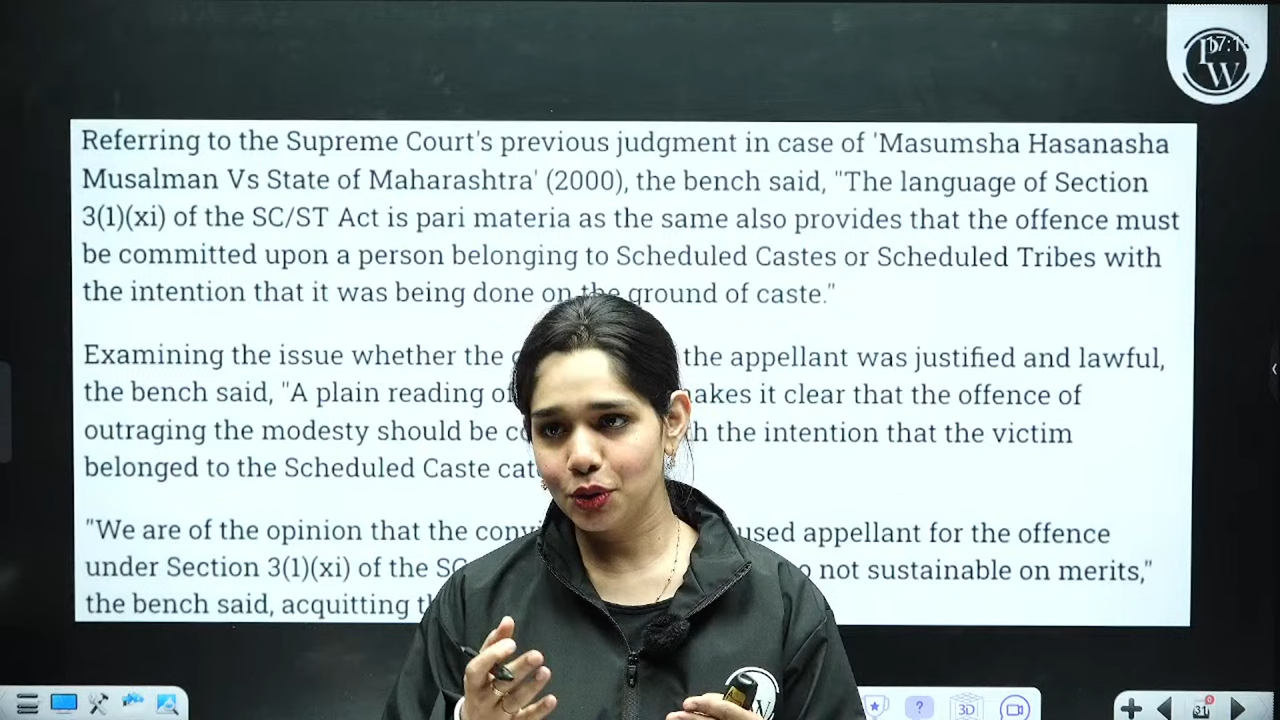 17:1
PW
Referring to the Supreme Court's previous judgment in case of 'Masumsha Hasanasha
Musalman Vs State of Maharashtra' (2000), the bench said, "The language of Section
3(1)(xi) of the SC/ST Act is pari materia as the same also provides that the offence must
be committed upon a person belonging to Scheduled Castes or Scheduled Tribes with
the intention that it was being done on the ground of caste."
Examining the issue whether the the appellant was justified and lawful,
the bench said, "A plain reading of makes it clear that the offence of
outraging the modesty should be the intention that the victim
belonged to the Scheduled Caste
"We are of the opinion that the appellant for the offence
under Section 3(1)(xi) of the not sustainable on merits,"
the bench said, acquitting
? 3D
31